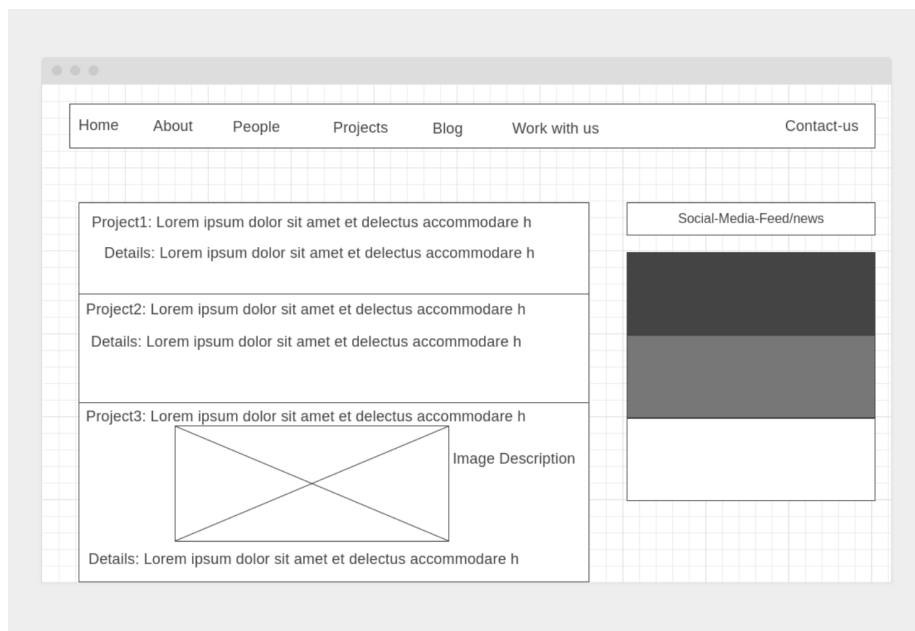 Home About People Projects Blog Work with us Contact-us
Project1: Lorem ipsum dolor sit amet et delectus accommodare h
Details: Lorem ipsum dolor sit amet et delectus accommodare h
Project2: Lorem ipsum dolor sit amet et delectus accommodare h
Details: Lorem ipsum dolor sit amet et delectus accommodare h
Project3: Lorem ipsum dolor sit amet et delectus accommodare h
Image Description
Details: Lorem ipsum dolor sit amet et delectus accommodare h
Social-Media-Feed/news